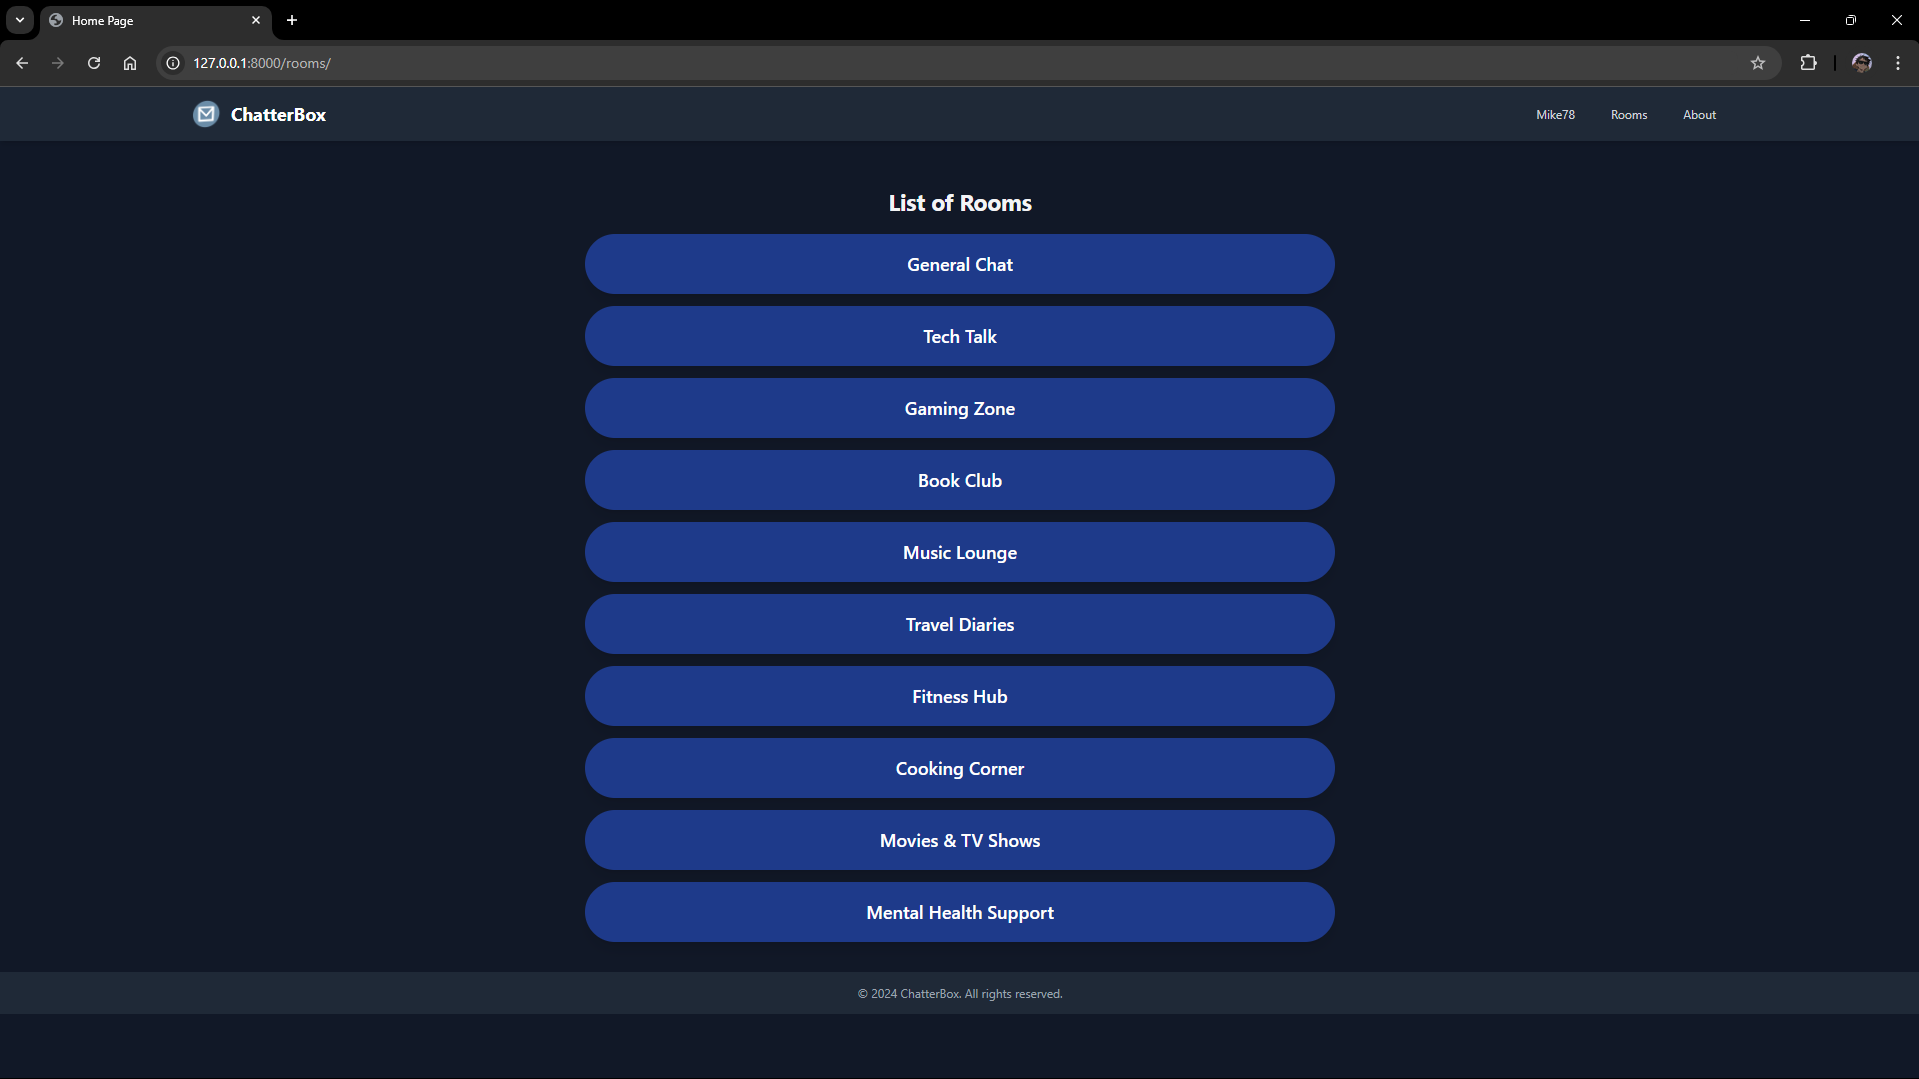 Home Page
127.0.0.1:8000/rooms/
ChatterBox
Mike78 Rooms About
List of Rooms
General Chat
Tech Talk
Gaming Zone
Book Club
Music Lounge
Travel Diaries
Fitness Hub
Cooking Corner
Movies & TV Shows
Mental Health Support
© 2024 ChatterBox. All rights reserved.